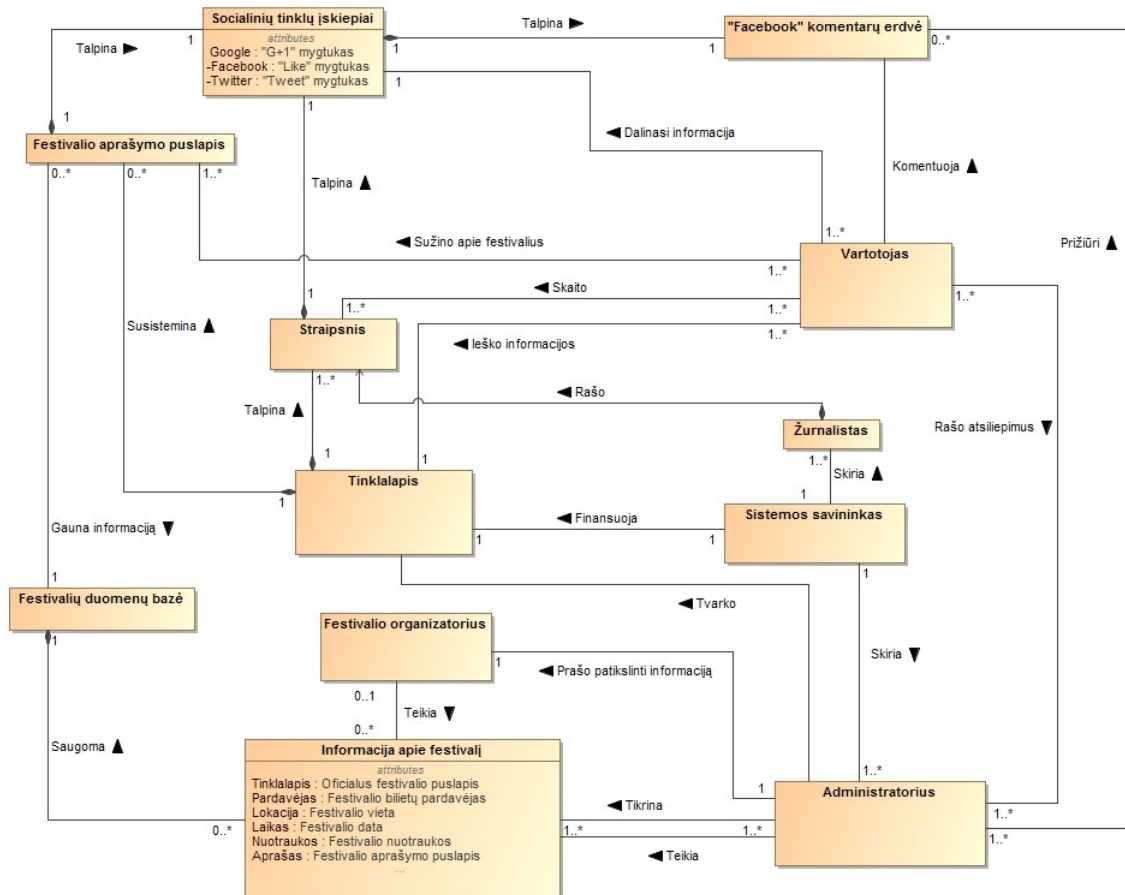 Socialinių tinklų įskiepiai
attributes
Google : "G+1" mygtukas
-Facebook : "Like" mygtukas
-Twitter : "Tweet" mygtukas
Talpina
1
1
Talpina
1
1
"Facebook" komentarų erdvė
0..*
1
1
Dalinasi informacija
Festivalio aprašymo puslapis
0..*
0..*
1..*
Talpina
Komentuoja
1..*
Sužino apie festivalius
1..*
Vartotojas
Prižiūri
1
Skaito
1..*
1..*
1..*
Susistemina
Straipsnis
Ieško informacijos
1..*
1..*
Rašo
Talpina
Žurnalistas
Rašo atsiliepimus
1
1
1..*
Skiria
Tinklalapis
1
1
Sistemos savininkas
Gauna informaciją
Finansuoja
1
1
1
1
Festivalių duomenų bazė
Tvarko
1
Festivalio organizatorius
1
Prašo patikslinti informaciją
Skiria
0..1
Teikia
0..*
Saugoma
Informacija apie festivalį
attributes
Tinklalapis : Oficialus festivalio puslapis
Pardavėjas : Festivalio bilietų pardavėjas
Lokacija : Festivalio vieta
Laikas : Festivalio data
Nuotraukos : Festivalio nuotraukos
Aprašas : Festivalio aprašymo puslapis
...
0..*
1..*
1
Administratorius
Tikrina
1..*
1..*
1..*
1..*
Teikia